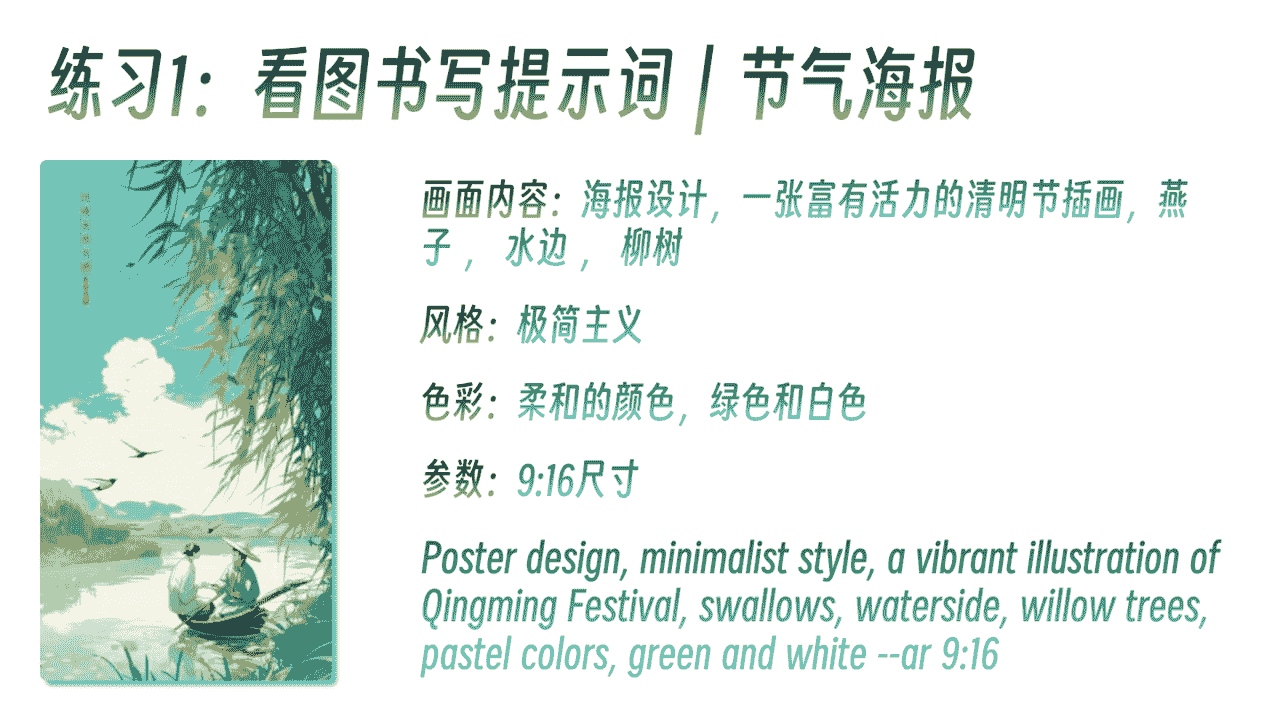 练习1：看图书写提示词 | 节气海报
画面内容：海报设计，一张富有活力的清明节插画，燕
子 ， 水边 ， 柳树
风格：极简主义
色彩：柔和的颜色，绿色和白色
参数：9:16尺寸
Poster design, minimalist style, a vibrant illustration of
Qingming Festival, swallows, waterside, willow trees,
pastel colors, green and white --ar 9:16